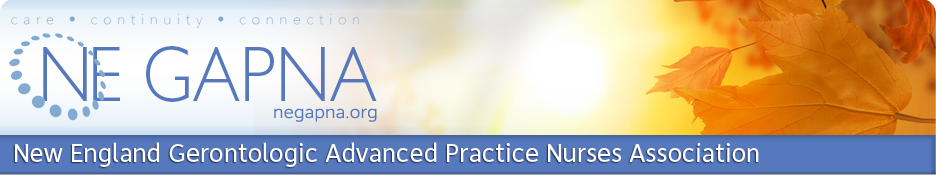 care • continuity • connection
NE GAPNA
negapna.org
New England Gerontologic Advanced Practice Nurses Association